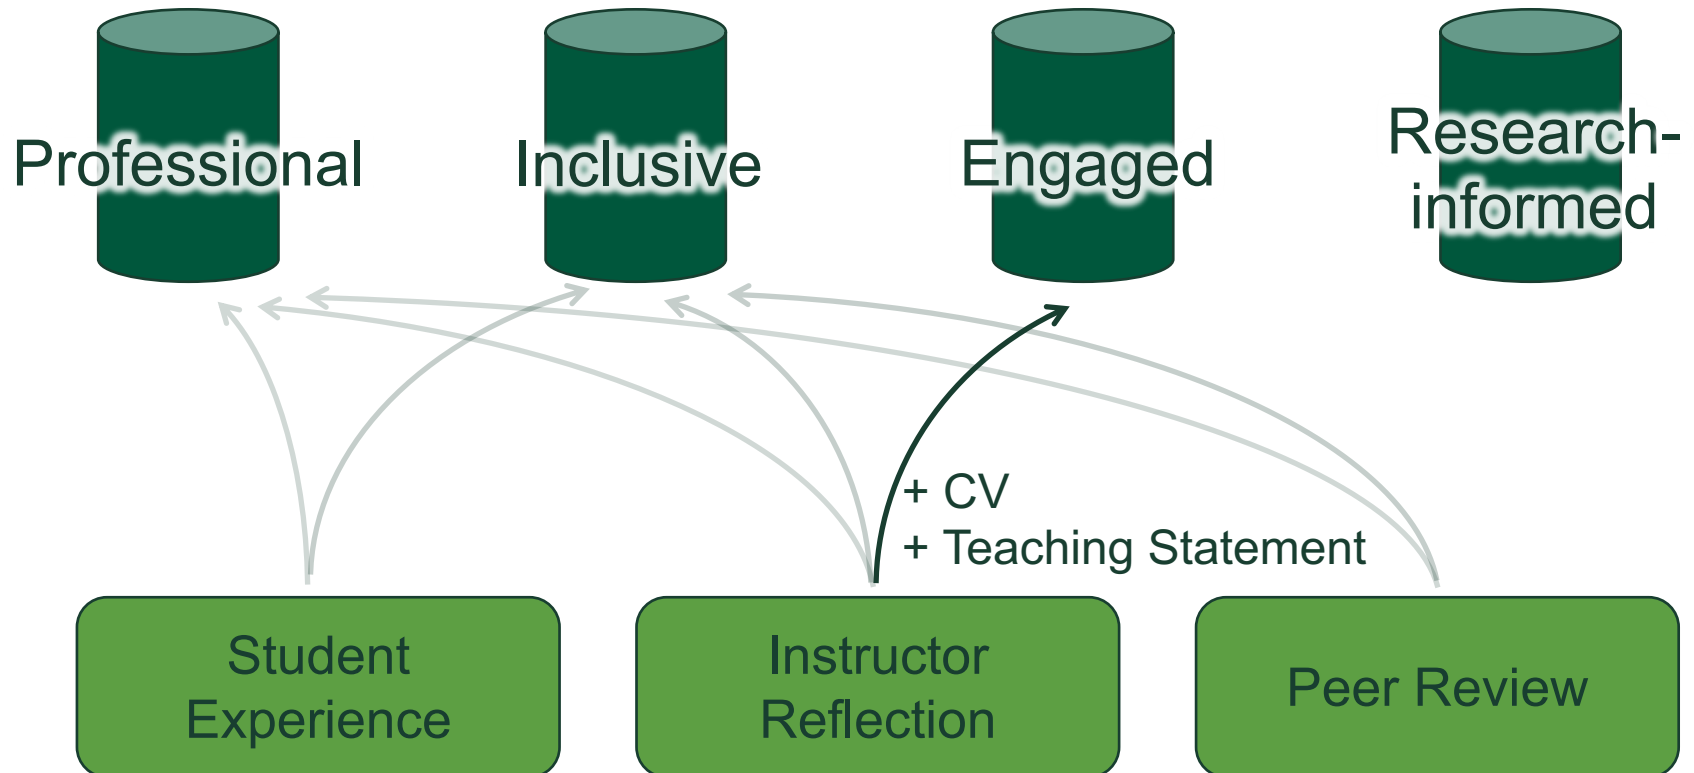 Professional
Inclusive
Engaged
Research-
informed
+ CV
+ Teaching Statement
Student
Experience
Instructor
Reflection
Peer Review